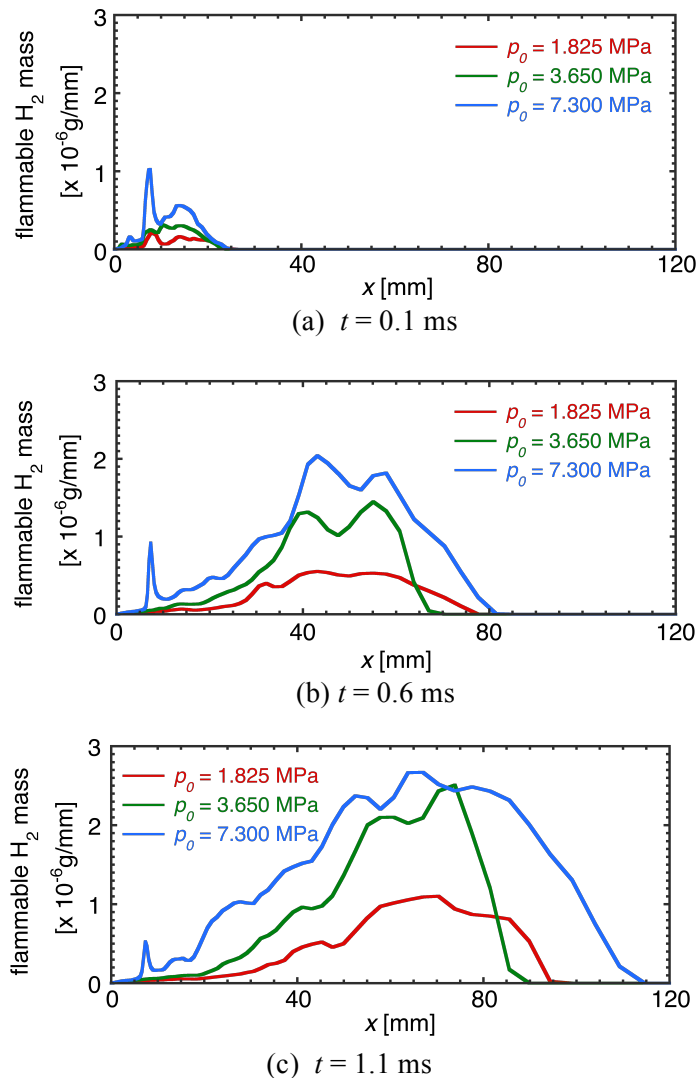 flammable H2 mass
[x 10-6g/mm]
3
2
1
0
p0 = 1.825 MPa
p0 = 3.650 MPa
p0 = 7.300 MPa
0 40 80 120
x [mm]
(a) t = 0.1 ms
flammable H2 mass
[x 10-6g/mm]
3
2
1
0
p0 = 1.825 MPa
p0 = 3.650 MPa
p0 = 7.300 MPa
0 40 80 120
x [mm]
(b) t = 0.6 ms
flammable H2 mass
[x 10-6g/mm]
3
2
1
0
p0 = 1.825 MPa
p0 = 3.650 MPa
p0 = 7.300 MPa
0 40 80 120
x [mm]
(c) t = 1.1 ms